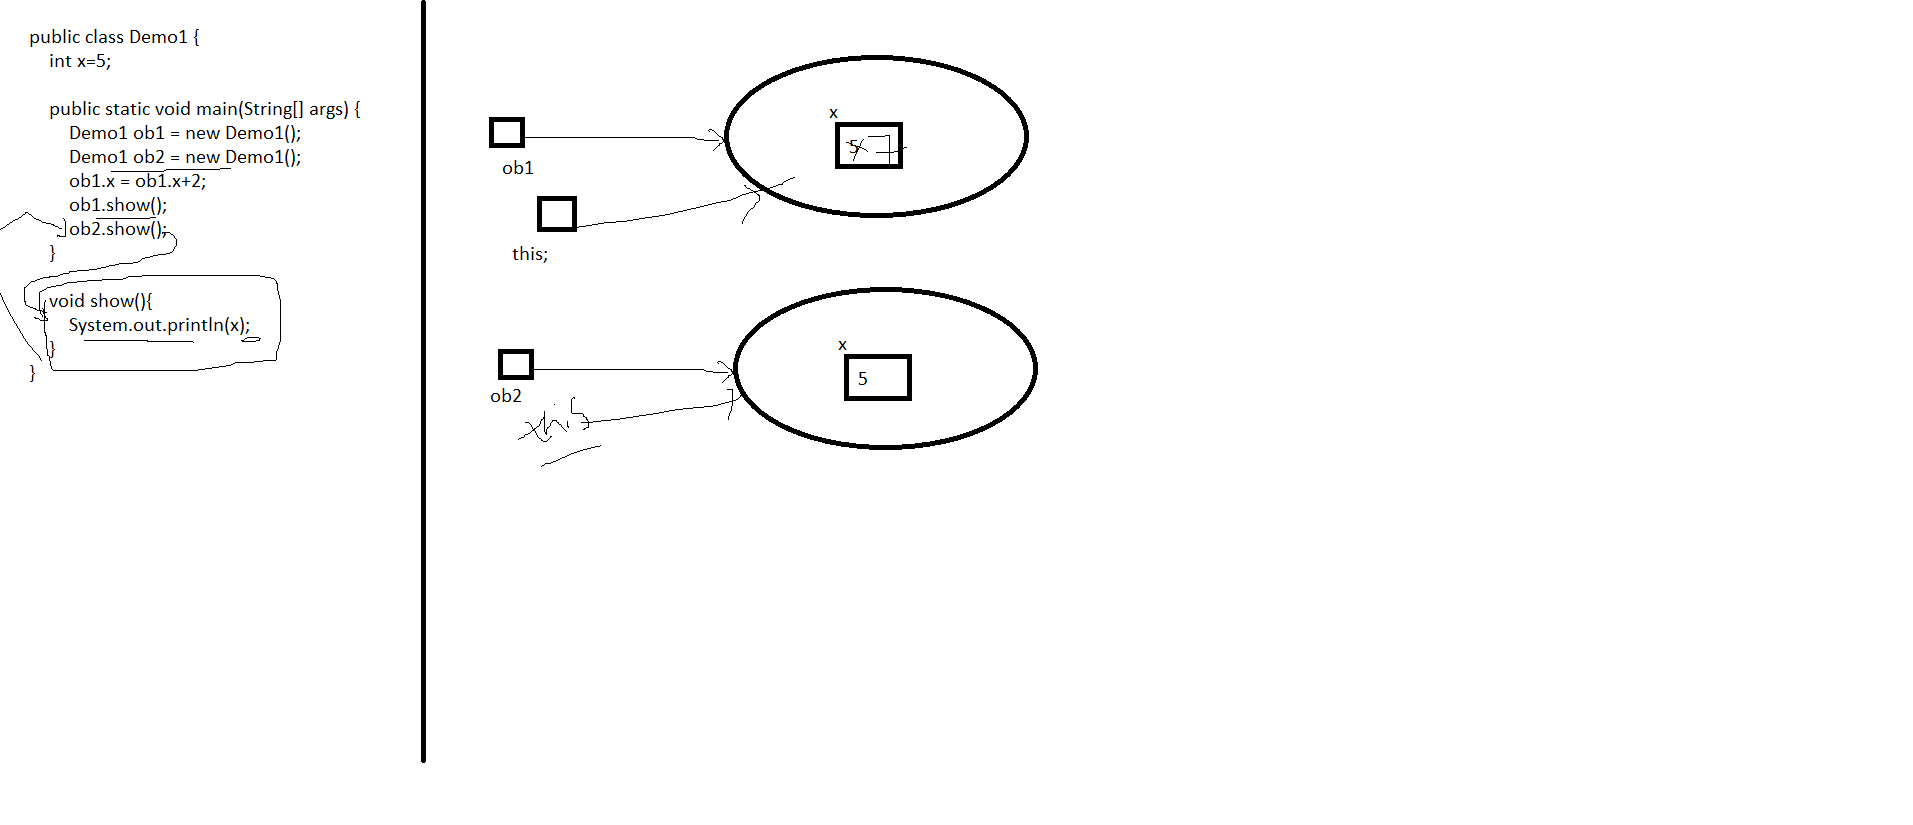 public class Demo1 {
int x=5;
public static void main(String[] args) {
Demo1 ob1 = new Demo1();
Demo1 ob2 = new Demo1();
ob1.x = ob1.x+2;
ob1.show();
ob2.show();
}
void show(){
System.out.println(x);
}
}
x
5 7
ob1
this;
x
5
ob2
this